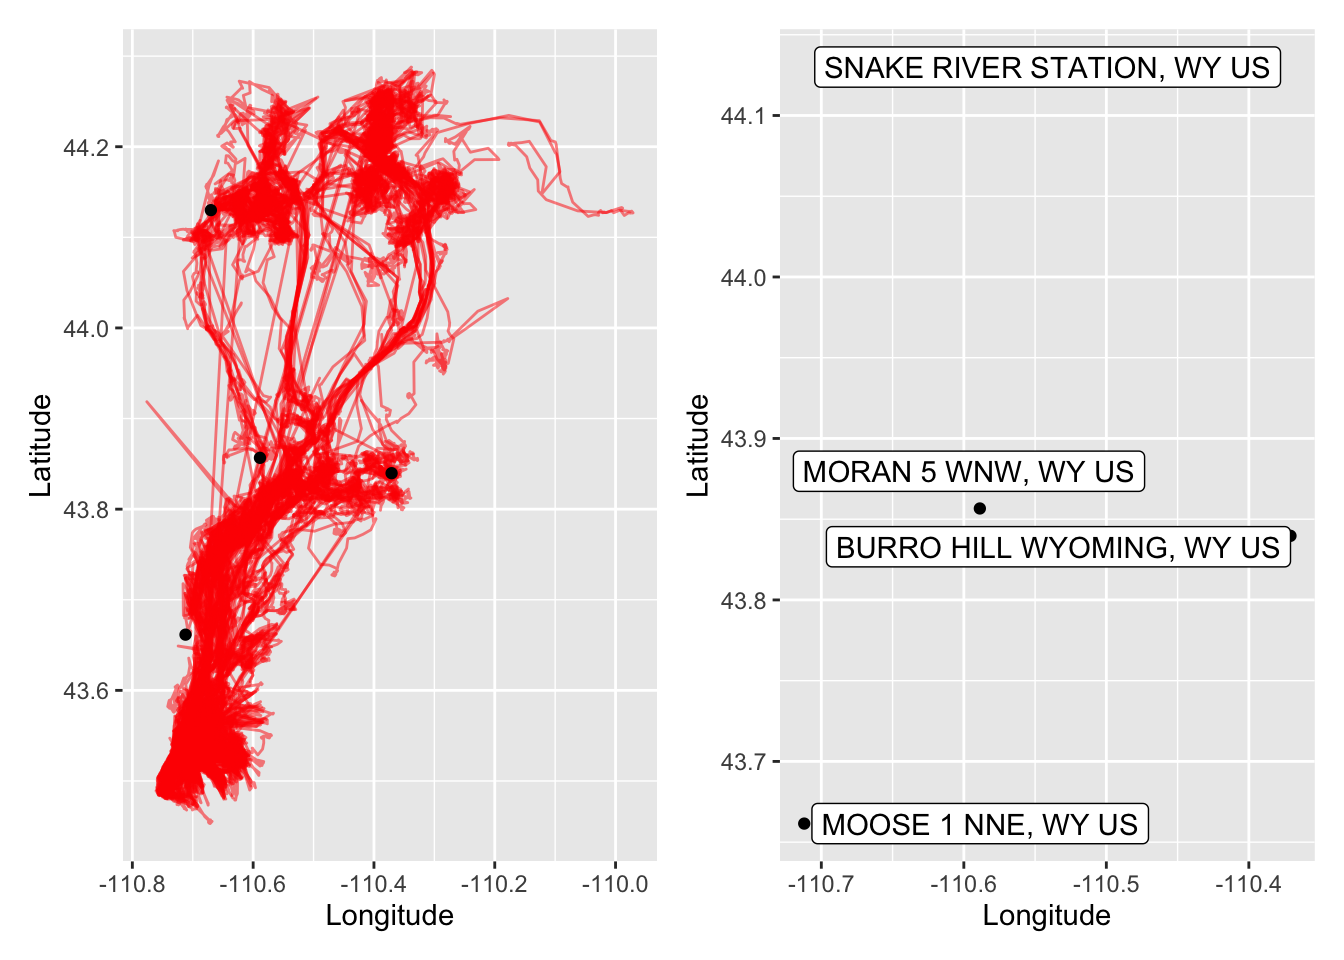 Latitude
44.2
44.0
43.8
43.6
-110.8 -110.6 -110.4 -110.2 -110.0
Longitude
Latitude
44.1
44.0
43.9
43.8
43.7
SNAKE RIVER STATION, WY US
MORAN 5 WNW, WY US
BURRO HILL WYOMING, WY US
MOOSE 1 NNE, WY US
-110.7 -110.6 -110.5 -110.4
Longitude